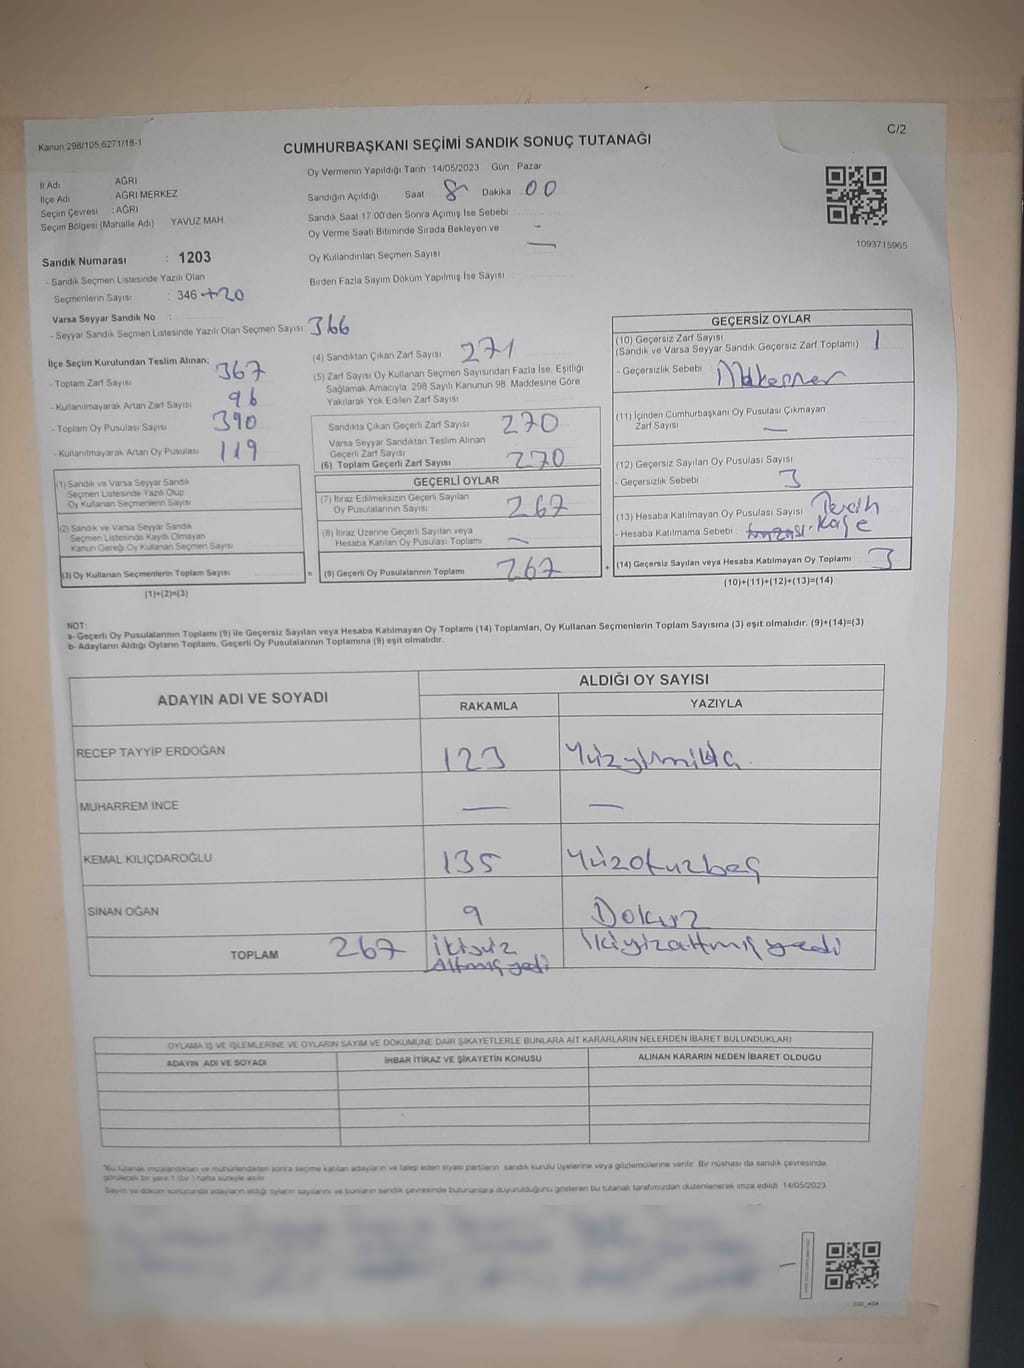 Kanun:298/105,6271/18-1
C/2
CUMHURBAŞKANI SEÇİMİ SANDIK SONUÇ TUTANAĞI
İl Adı AĞRI
İlçe Adı AĞRI MERKEZ
Seçim Çevresi : AĞRI
Seçim Bölgesi (Mahalle Adı) YAVUZ MAH.
Oy Vermenin Yapıldığı Tarih : 14/05/2023 Gün : Pazar
Sandığın Açıldığı Saat 8 Dakika 00
Sandık Saat 17:00'den Sonra Açımış İse Sebebi
Oy Verme Saati Bitiminde Sırada Bekleyen ve -
Oy Kullandırılan Seçmen Sayısı —
Birden Fazla Sayım Döküm Yapılmış İse Sayısı :
1093715965
Sandık Numarası : 1203
- Sandık Seçmen Listesinde Yazılı Olan
Seçmenlerin Sayısı : 346 +20
Varsa Seyyar Sandık No :
- Seyyar Sandık Seçmen Listesinde Yazılı Olan Seçmen Sayısı: 366
İlçe Seçim Kurulundan Teslim Alınan;
- Toplam Zarf Sayısı 367
- Kullanılmayarak Artan Zarf Sayısı 96
- Toplam Oy Pusulası Sayısı 390
- Kullanılmayarak Artan Oy Pusulası 119
(1) Sandık ve Varsa Seyyar Sandık
Seçmen Listesinde Yazılı Olup
Oy Kullanan Seçmenlerin Sayısı
(2) Sandık ve Varsa Seyyar Sandık
Seçmen Listesinde Kayıtlı Olmayan
Kanun Gereği Oy Kullanan Seçmen Sayısı
(3) Oy Kullanan Seçmenlerin Toplam Sayısı
(1)+(2)=(3)
=
(4) Sandıktan Çıkan Zarf Sayısı 271
(5) Zarf Sayısı Oy Kullanan Seçmen Sayısından Fazla İse, Eşitliği
Sağlamak Amacıyla; 298 Sayılı Kanunun 98. Maddesine Göre
Yakılarak Yok Edilen Zarf Sayısı
Sandıkta Çıkan Geçerli Zarf Sayısı 270
Varsa Seyyar Sandıktan Teslim Alınan
Geçerli Zarf Sayısı
(6) Toplam Geçerli Zarf Sayısı 270
GEÇERLİ OYLAR
(7) İtiraz Edilmeksizin Geçerli Sayılan
Oy Pusulalarının Sayısı 267
(8) İtiraz Üzerine Geçerli Sayılan veya
Hesaba Katılan Oy Pusulası Toplamı —
(9) Geçerli Oy Pusulalarının Toplamı 267
+
GEÇERSİZ OYLAR
(10) Geçersiz Zarf Sayısı
(Sandık ve Varsa Seyyar Sandık Geçersiz Zarf Toplamı) 1
- Geçersizlik Sebebi
(11) İçinden Cumhurbaşkanı Oy Pusulası Çıkmayan
Zarf Sayısı —
(12) Geçersiz Sayılan Oy Pusulası Sayısı
- Geçersizlik Sebebi 3
(13) Hesaba Katılmayan Oy Pusulası Sayısı Tercih
- Hesaba Katılmama Sebebi : imzası. Kaşe
(14) Geçersiz Sayılan veya Hesaba Katılmayan Oy Toplamı 3
(10)+(11)+(12)+(13)=(14)
NOT:
a- Geçerli Oy Pusulalarının Toplamı (9) ile Geçersiz Sayılan veya Hesaba Katılmayan Oy Toplamı (14) Toplamları, Oy Kullanan Seçmenlerin Toplam Sayısına (3) eşit olmalıdır. (9)+(14)=(3)
b- Adayların Aldığı Oyların Toplamı, Geçerli Oy Pusulalarının Toplamına (9) eşit olmalıdır.
ADAYIN ADI VE SOYADI
ALDIĞI OY SAYISI
RAKAMLA YAZIYLA
RECEP TAYYİP ERDOĞAN 123
MUHARREM İNCE — —
KEMAL KILIÇDAROĞLU 135 Yüzotuzbeş
SİNAN OĞAN 9 Dokuz
TOPLAM 267 İkiyüz Altmış yedi İkiyüzaltmış yedi
OYLAMA İŞ VE İŞLEMLERİNE VE OYLARIN SAYIM VE DÖKÜMÜNE DAİR ŞİKAYETLERLE BUNLARA AİT KARARLARIN NELERDEN İBARET BULUNDUKLARI
ADAYIN ADI VE SOYADI İHBAR İTİRAZ VE ŞİKAYETİN KONUSU ALINAN KARARIN NEDEN İBARET OLDUĞU
*Bu tutanak imzalandıktan ve mühürlendikten sonra seçime katılan adayların ve talep eden siyasi partilerin sandık kurulu üyelerine veya gözlemcilerine verilir. Bir nüshası da sandık çevresinde
görülecek bir yere 1 (bir ) hafta süreyle asılır.
Sayım ve döküm sonucunda adayların aldığı oyların sayılarını ve bunların sandık çevresinde bulunanlara duyurulduğunu gösteren bu tutanak tarafımızdan düzenlenerek imza edildi. 14/05/2023